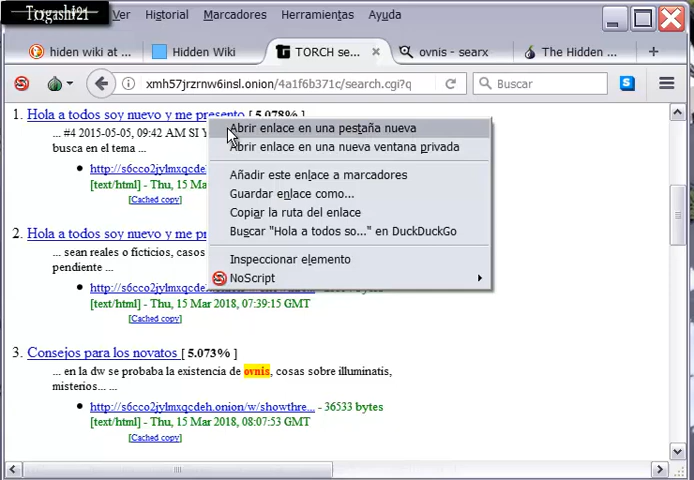 Togashi21
Ver Historial Marcadores Herramientas Ayuda
hiden wiki at ...
Hidden Wiki
TORCH se...
ovnis - searx
The Hidden ...
xmh57jrzrnw6insl.onion/4a1f6b371c/search.cgi?q
Buscar
1. Hola a todos soy nuevo y me presento [ 5.078% ]
... #4 2015-05-05, 09:42 AM SI Y
busca en el tema ...
http://s6cco2jylmxqcdeh
[text/html] - Thu, 15 Mar
[Cached copy]
Abrir enlace en una pestaña nueva
Abrir enlace en una nueva ventana privada
Añadir este enlace a marcadores
Guardar enlace como...
Copiar la ruta del enlace
Buscar "Hola a todos so..." en DuckDuckGo
Inspeccionar elemento
NoScript
2. Hola a todos soy nuevo y me pr
... sean reales o ficticios, casos
pendiente ...
[text/html] - Thu, 15 Mar 2018, 07:39:15 GMT
[Cached copy]
3. Consejos para los novatos [ 5.073% ]
... en la dw se probaba la existencia de ovnis, cosas sobre illuminatis,
misterios... ...
http://s6cco2jylmxqcdeh.onion/w/showthre... - 36533 bytes
[text/html] - Thu, 15 Mar 2018, 08:07:53 GMT
[Cached copy]